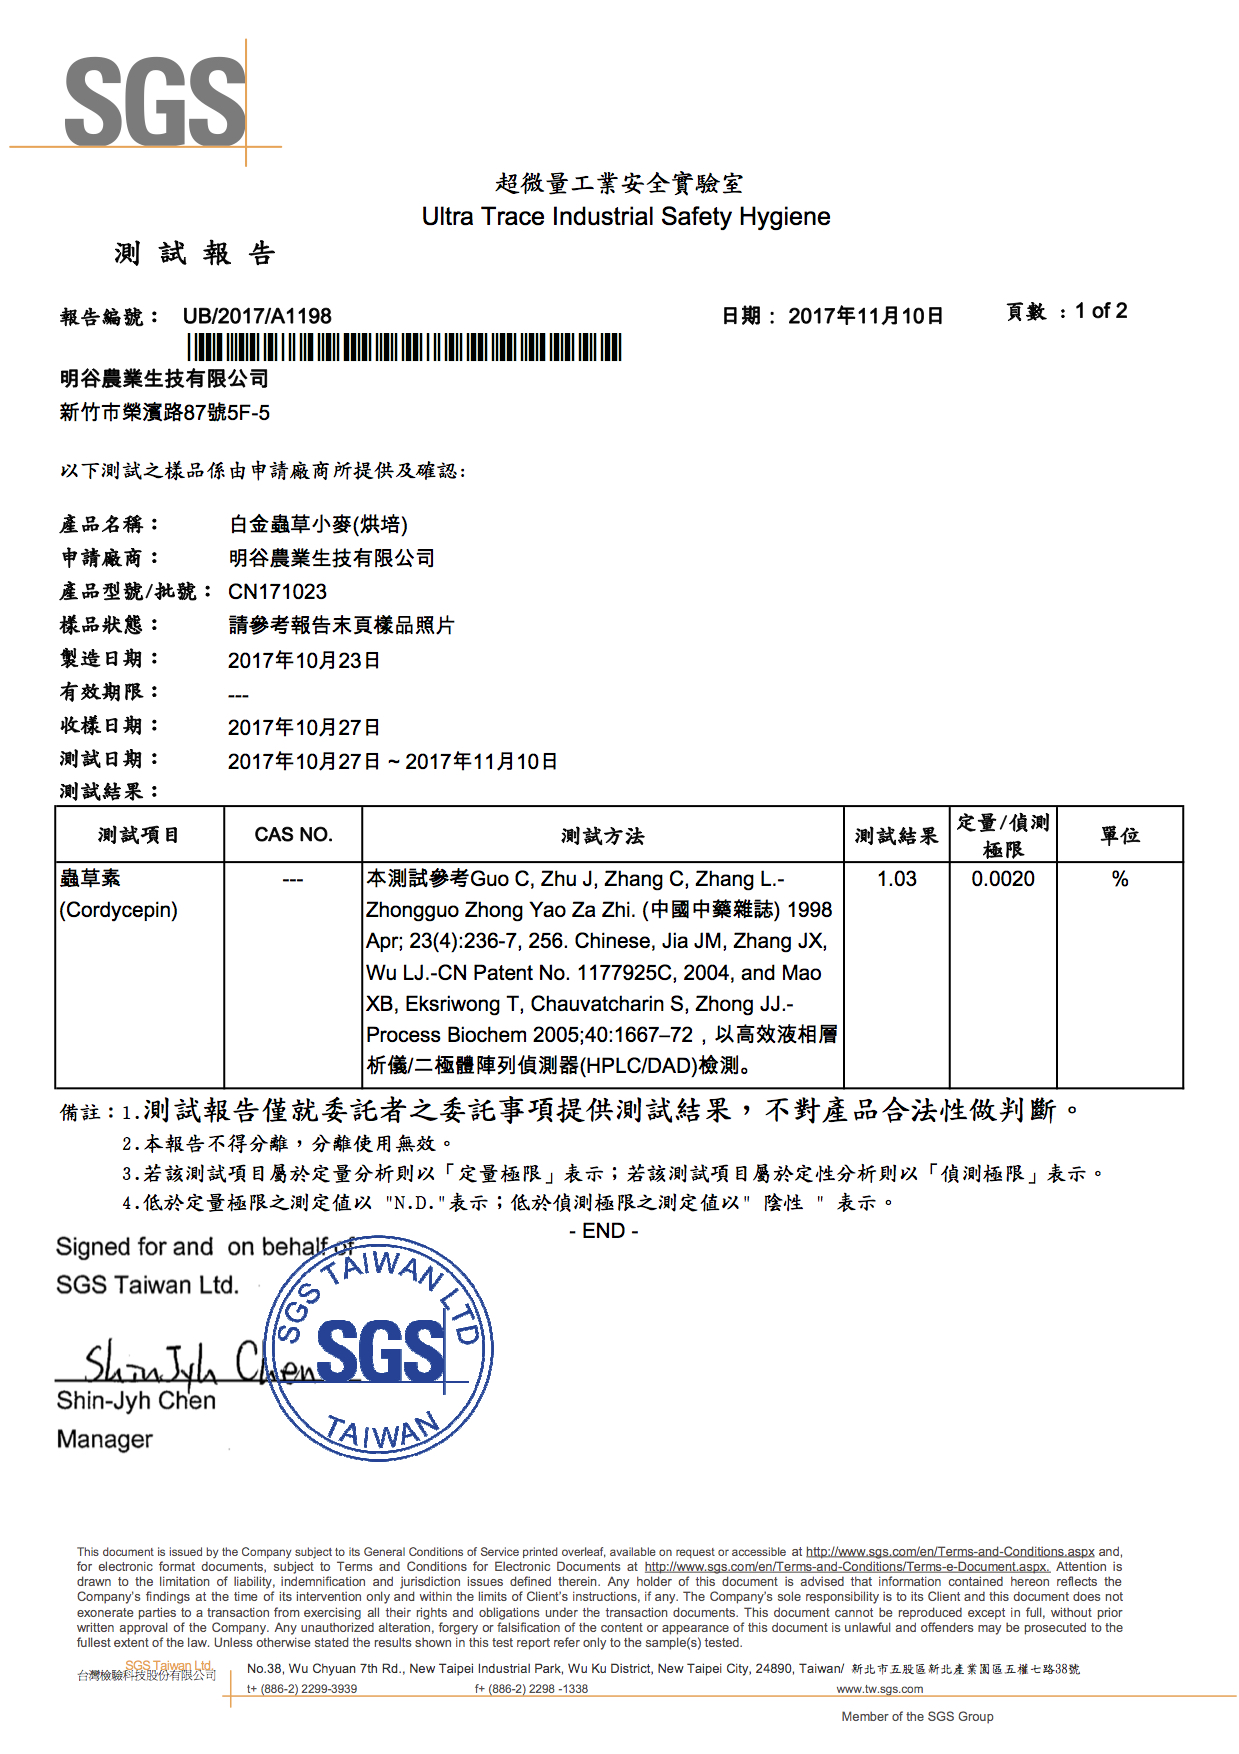 SGS
超微量工業安全實驗室
Ultra Trace Industrial Safety Hygiene
測 試 報 告
報告編號： UB/2017/A1198 日期： 2017年11月10日 頁數 ：1 of 2
明谷農業生技有限公司
新竹市榮濱路87號5F-5
以下測試之樣品係由申請廠商所提供及確認:
產品名稱： 白金蟲草小麥(烘培)
申請廠商： 明谷農業生技有限公司
產品型號/批號： CN171023
樣品狀態： 請參考報告末頁樣品照片
製造日期： 2017年10月23日
有效期限： ---
收樣日期： 2017年10月27日
測試日期： 2017年10月27日 ~ 2017年11月10日
測試結果：
測試項目 CAS NO. 測試方法 測試結果 定量/偵測極限 單位
蟲草素 --- 本測試參考Guo C, Zhu J, Zhang C, Zhang L.- 1.03 0.0020 %
(Cordycepin) Zhongguo Zhong Yao Za Zhi. (中國中藥雜誌) 1998
Apr; 23(4):236-7, 256. Chinese, Jia JM, Zhang JX,
Wu LJ.-CN Patent No. 1177925C, 2004, and Mao
XB, Eksriwong T, Chauvatcharin S, Zhong JJ.-
Process Biochem 2005;40:1667–72，以高效液相層
析儀/二極體陣列偵測器(HPLC/DAD)檢測。
備註：1.測試報告僅就委託者之委託事項提供測試結果，不對產品合法性做判斷。
2.本報告不得分離，分離使用無效。
3.若該測試項目屬於定量分析則以「定量極限」表示；若該測試項目屬於定性分析則以「偵測極限」表示。
4.低於定量極限之測定值以 "N.D."表示；低於偵測極限之測定值以" 陰性 " 表示。
- END -
Signed for and on behalf of
SGS Taiwan Ltd.
Shin Jyh Chen
SGS TAIWAN LTD
SGS
TAIWAN
Shin-Jyh Chen
Manager
This document is issued by the Company subject to its General Conditions of Service printed overleaf, available on request or accessible at http://www.sgs.com/en/Terms-and-Conditions.aspx and,
for electronic format documents, subject to Terms and Conditions for Electronic Documents at http://www.sgs.com/en/Terms-and-Conditions/Terms-e-Document.aspx. Attention is
drawn to the limitation of liability, indemnification and jurisdiction issues defined therein. Any holder of this document is advised that information contained hereon reflects the
Company's findings at the time of its intervention only and within the limits of Client's instructions, if any. The Company's sole responsibility is to its Client and this document does not
exonerate parties to a transaction from exercising all their rights and obligations under the transaction documents. This document cannot be reproduced except in full, without prior
written approval of the Company. Any unauthorized alteration, forgery or falsification of the content or appearance of this document is unlawful and offenders may be prosecuted to the
fullest extent of the law. Unless otherwise stated the results shown in this test report refer only to the sample(s) tested.
SGS Taiwan Ltd.
台灣檢驗科技股份有限公司
No.38, Wu Chyuan 7th Rd., New Taipei Industrial Park, Wu Ku District, New Taipei City, 24890, Taiwan/ 新北市五股區新北產業園區五權七路38號
t+ (886-2) 2299-3939 f+ (886-2) 2298 -1338 www.tw.sgs.com
Member of the SGS Group